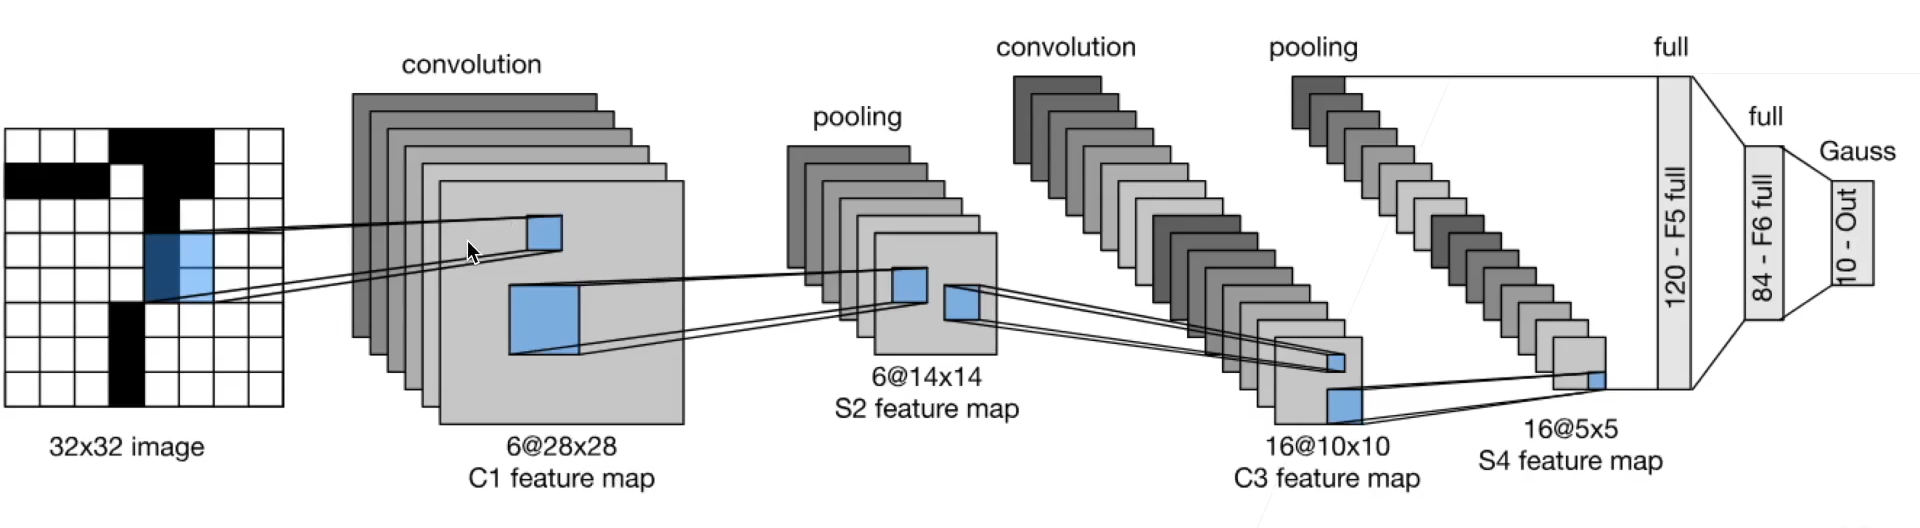 convolution
pooling
convolution
pooling
full
full
Gauss
120 - F5 full
84 - F6 full
10 - Out
32x32 image
6@28x28
C1 feature map
6@14x14
S2 feature map
16@10x10
C3 feature map
16@5x5
S4 feature map